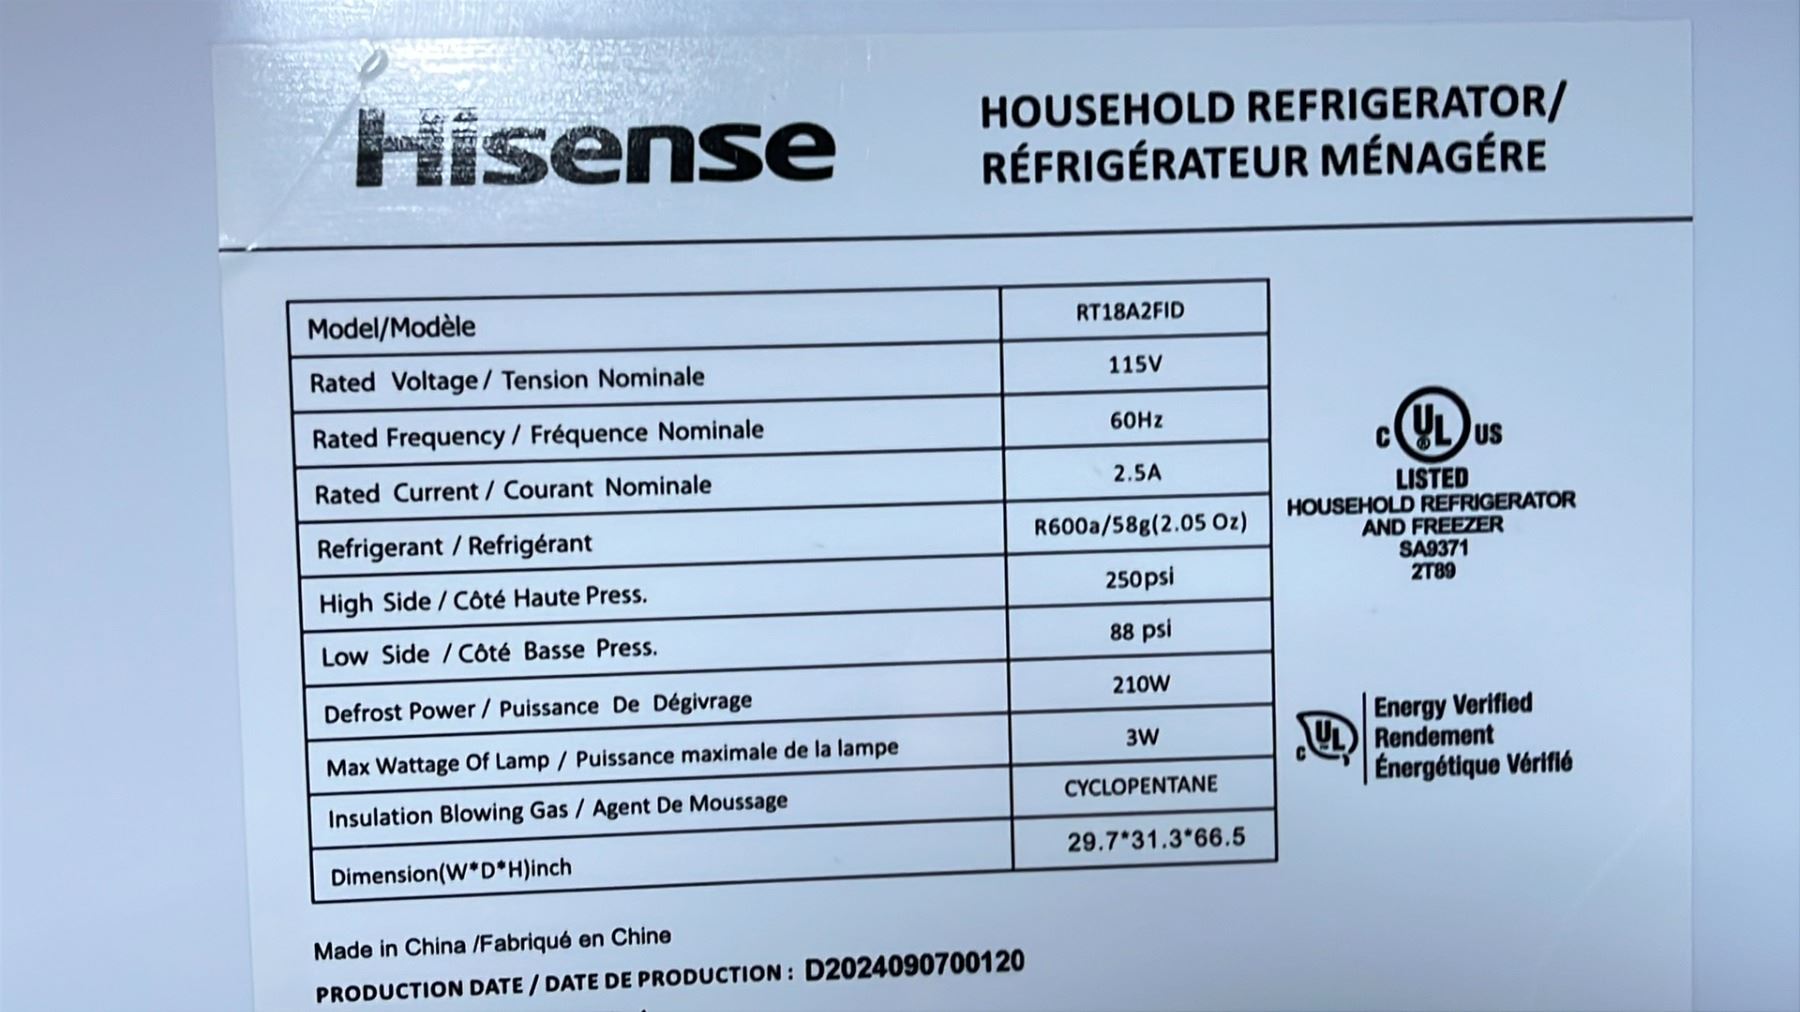 Hisense
HOUSEHOLD REFRIGERATOR/
RÉFRIGÉRATEUR MÉNAGÉRE
Model/Modèle RT18A2FID
Rated Voltage / Tension Nominale 115V
Rated Frequency / Fréquence Nominale 60Hz
Rated Current / Courant Nominale 2.5A
Refrigerant / Refrigérant R600a/58g(2.05 Oz)
High Side / Côté Haute Press. 250psi
Low Side / Côté Basse Press. 88 psi
Defrost Power / Puissance De Dégivrage 210W
Max Wattage Of Lamp / Puissance maximale de la lampe 3W
Insulation Blowing Gas / Agent De Moussage CYCLOPENTANE
Dimension(W*D*H)inch 29.7*31.3*66.5
C UL ® US
LISTED
HOUSEHOLD REFRIGERATOR
AND FREEZER
SA9371
2T89
C UL
Energy Verified
Rendement
Énergétique Vérifié
Made in China /Fabriqué en Chine
PRODUCTION DATE / DATE DE PRODUCTION : D2024090700120